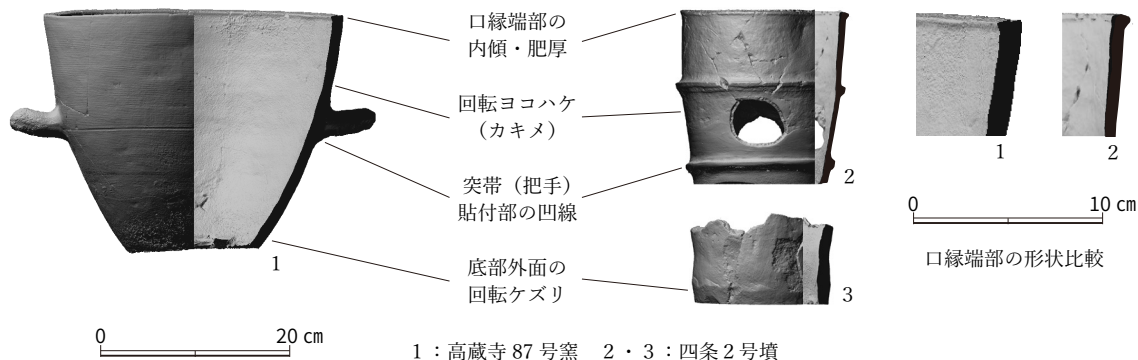 口縁端部の
内傾・肥厚
回転ヨコハケ
（カキメ）
突帯（把手）
貼付部の凹線
底部外面の
回転ケズリ
1
2
3
1
2
0 10 cm
口縁端部の形状比較
0 20 cm
1：高蔵寺 87 号窯 2・3：四条 2 号墳